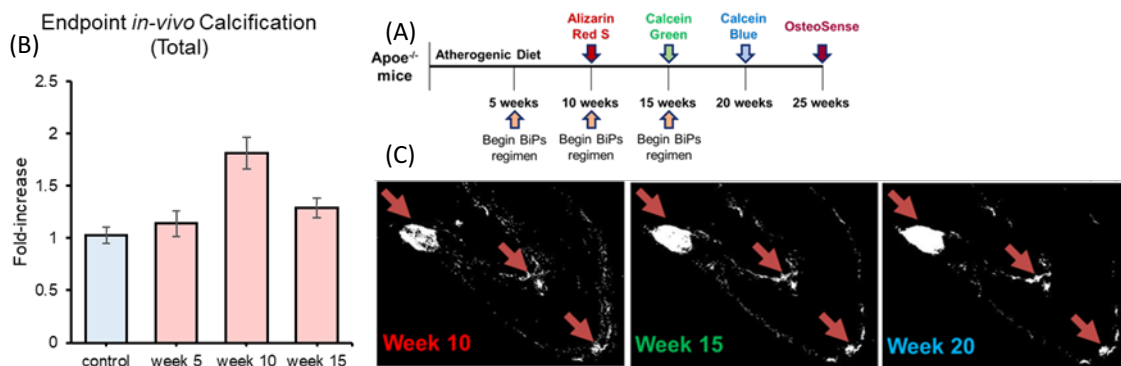 Endpoint in-vivo Calcification
(Total)
(B)
Fold-increase
2.5
2
1.5
1
0.5
0
control
week 5
week 10
week 15
(A)
Alizarin
Red S
Calcein
Green
Calcein
Blue
OsteoSense
Apoe-/-
mice
Atherogenic Diet
5 weeks
10 weeks
15 weeks
20 weeks
25 weeks
Begin BiPs
regimen
Begin BiPs
regimen
Begin BiPs
regimen
(C)
Week 10
Week 15
Week 20